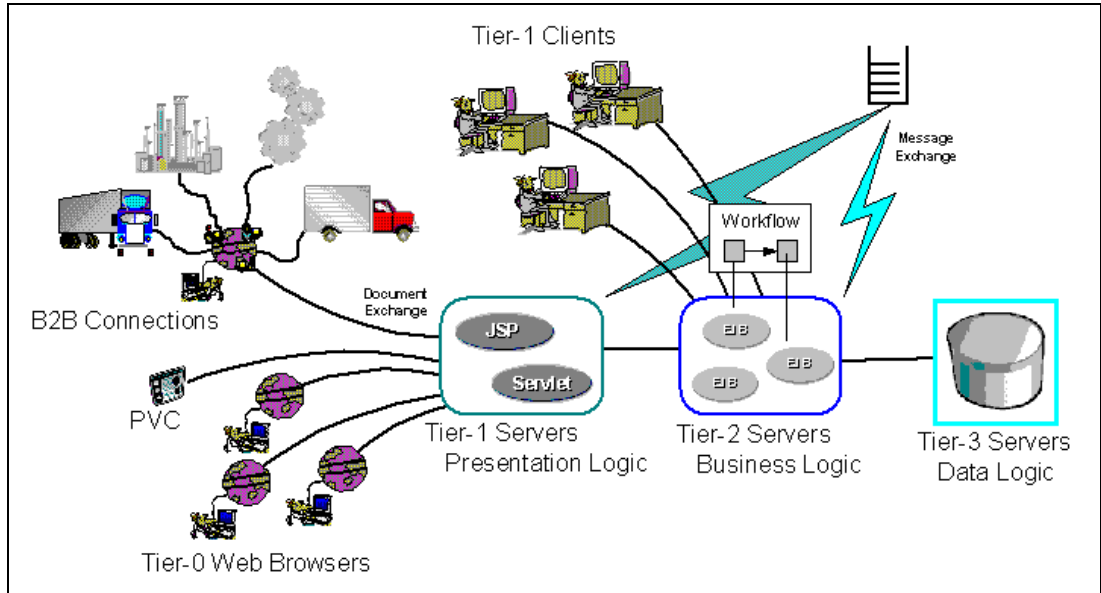 Tier-1 Clients
Message
Exchange
Workflow
Document
Exchange
B2B Connections
JSP
Servlet
EJB
EJB
EJB
PVC
Tier-1 Servers
Presentation Logic
Tier-2 Servers
Business Logic
Tier-3 Servers
Data Logic
Tier-0 Web Browsers